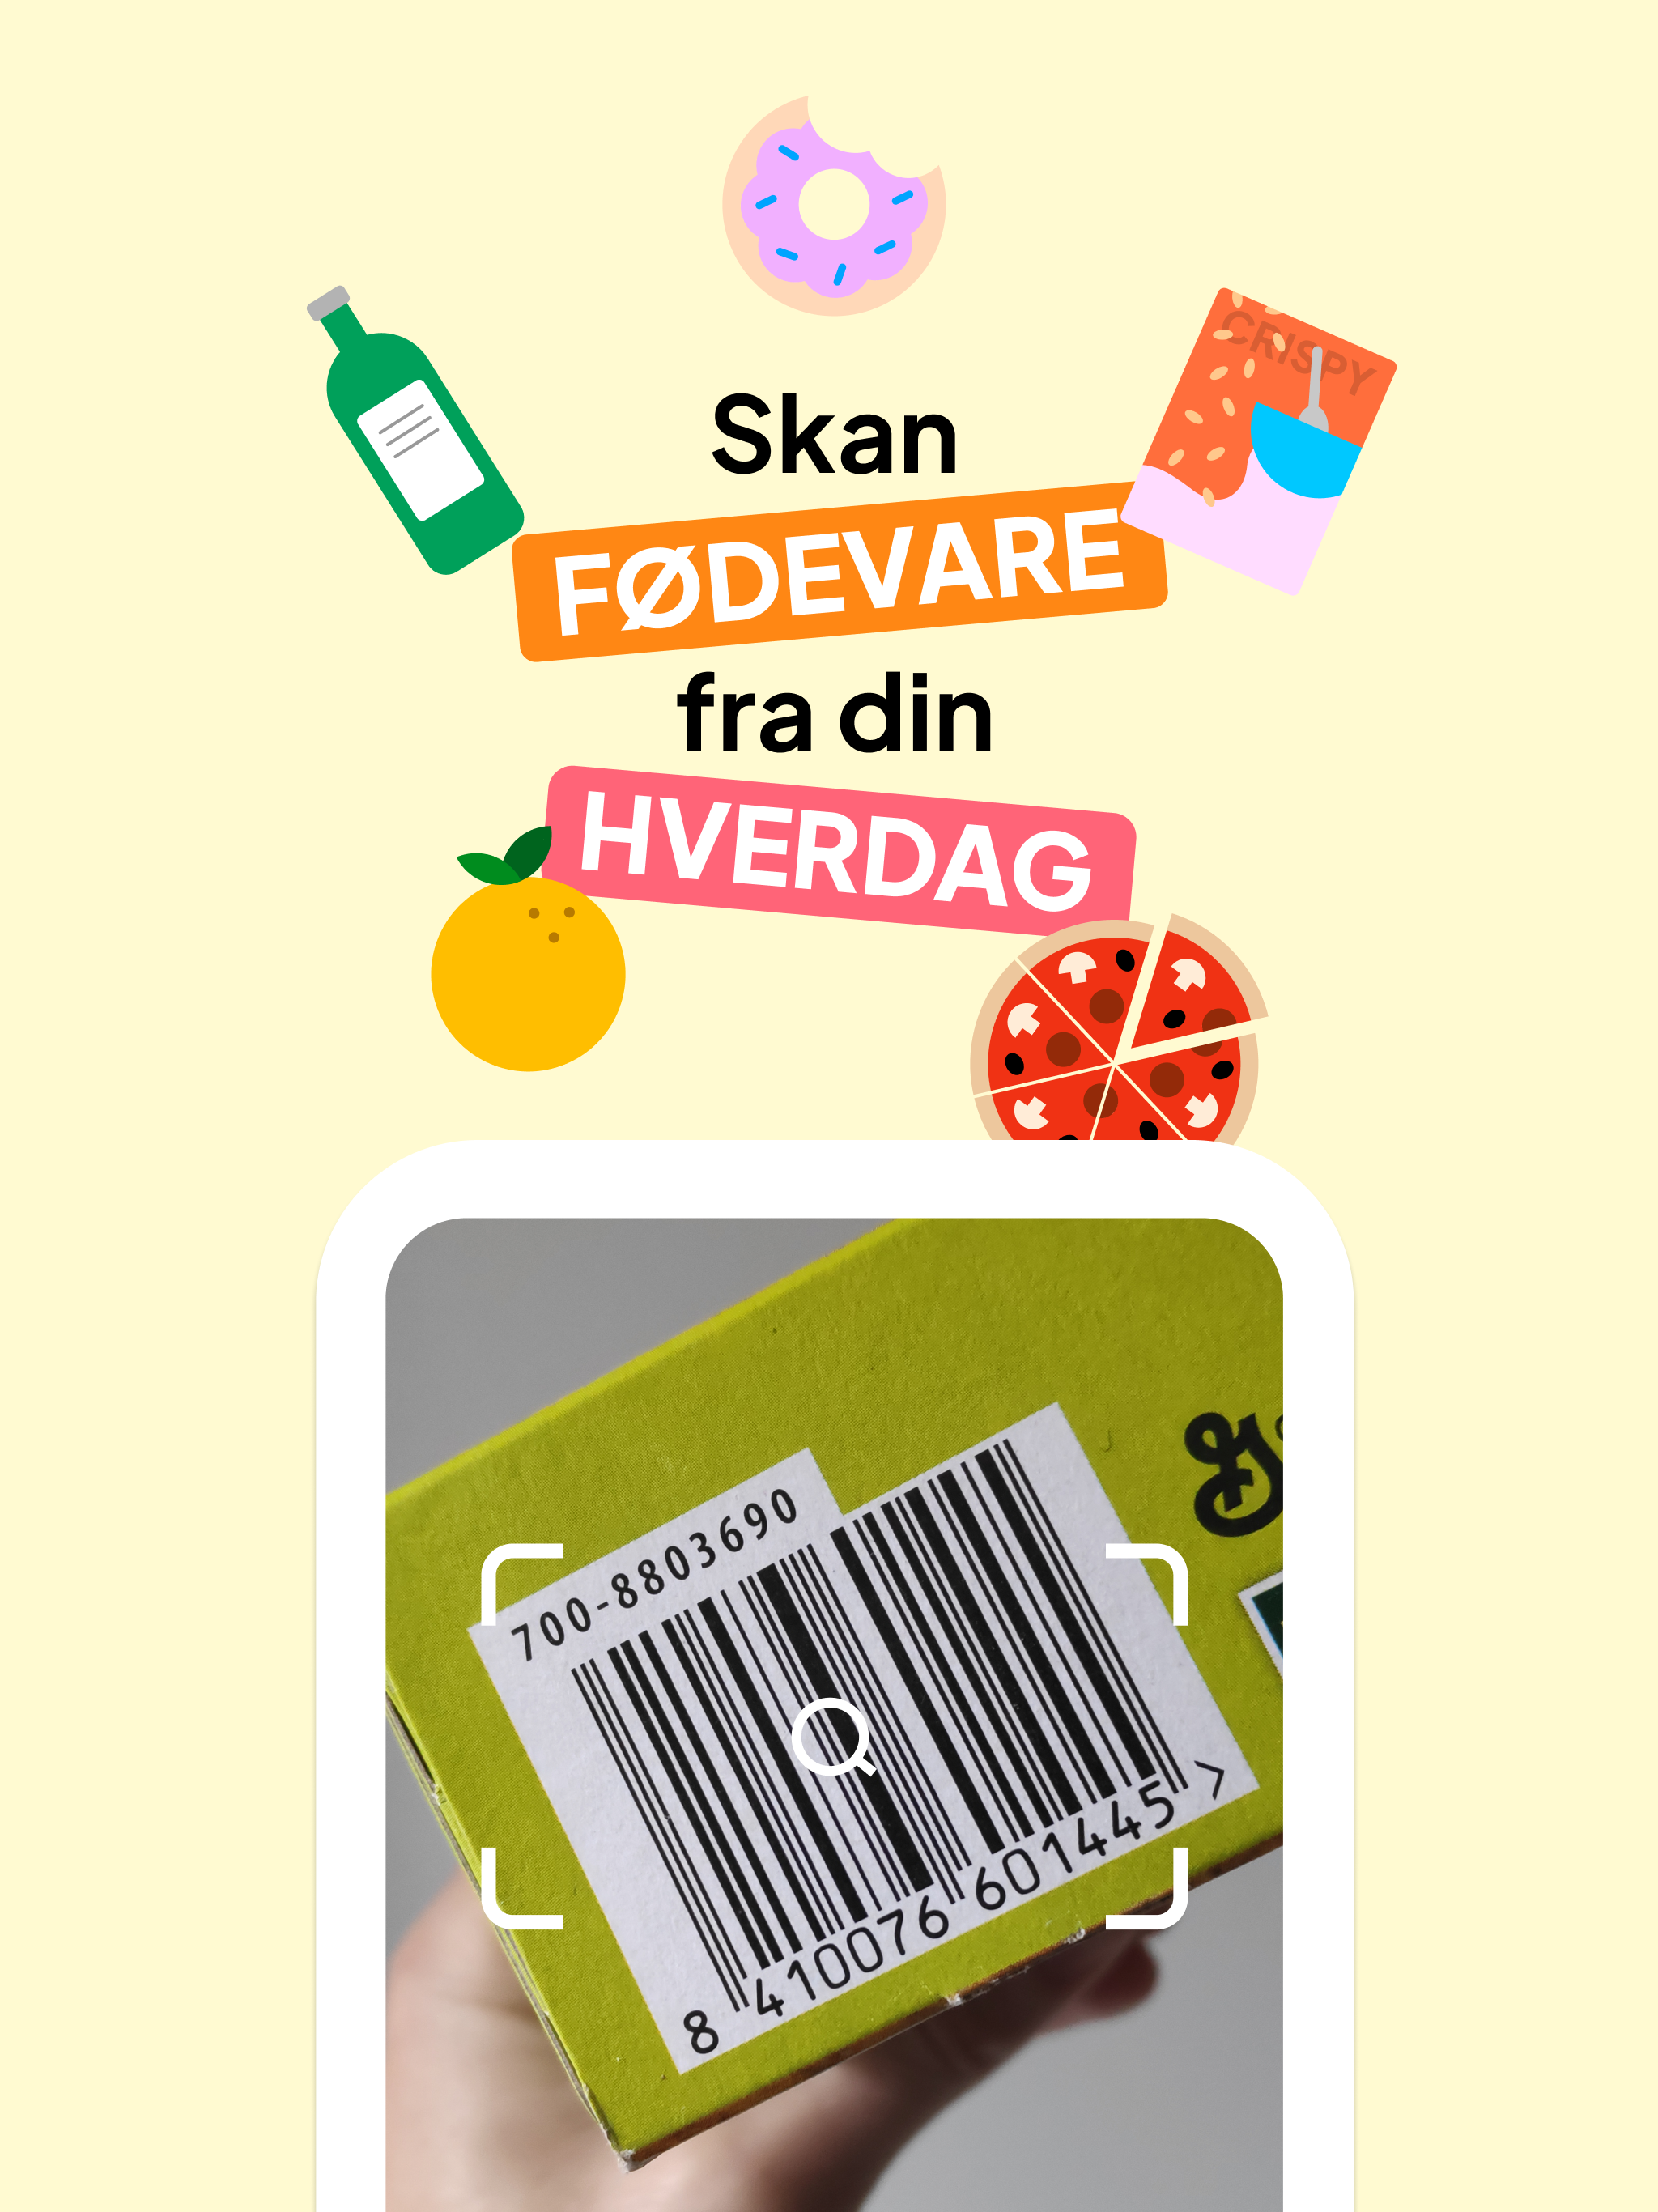 CRISPY
Skan
FØDEVARE
fra din
HVERDAG
700-8803690
8 410076 601445 >